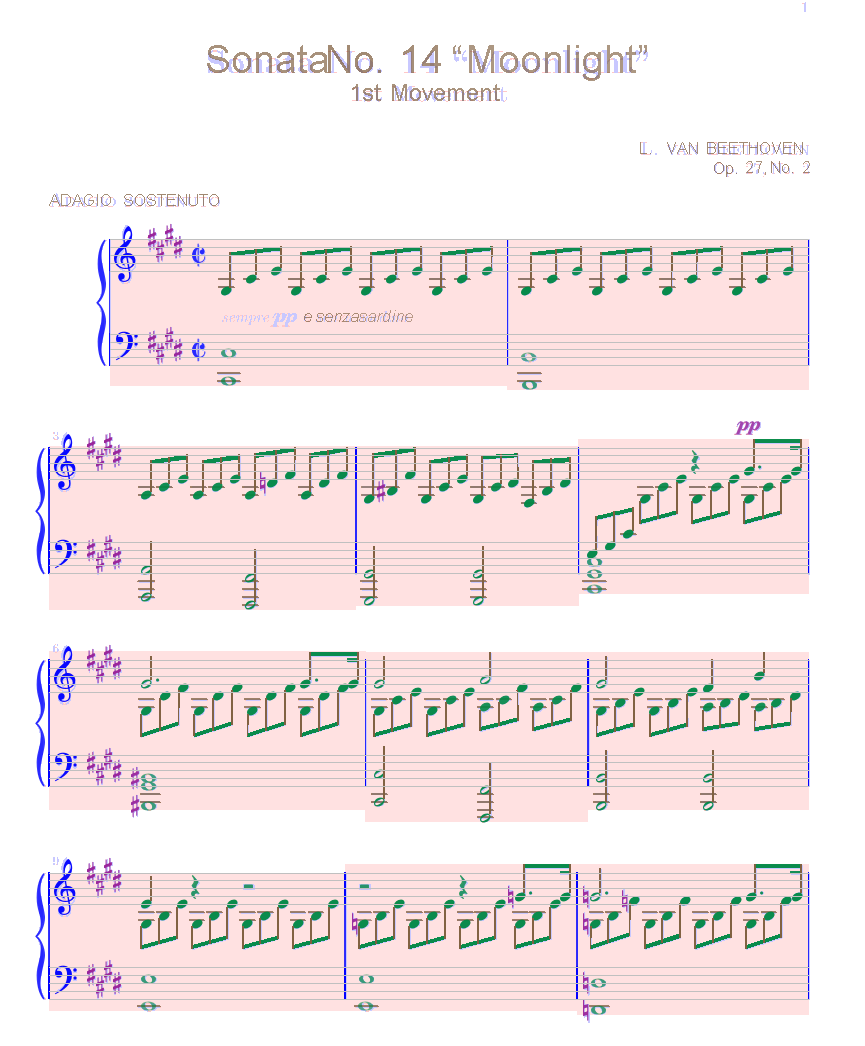 1
SonataNo. 14 “Moonlight”
1st Movement
L. VAN BEETHOVEN
Op. 27, No. 2
ADAGIO SOSTENUTO
sempre pp e senzasardine
3
pp
6
9